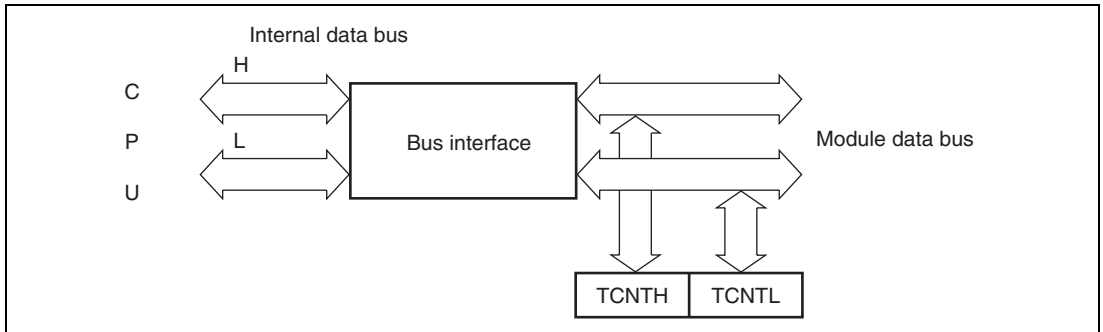 Internal data bus
H
C
P
U
L
Bus interface
Module data bus
TCNTH
TCNTL